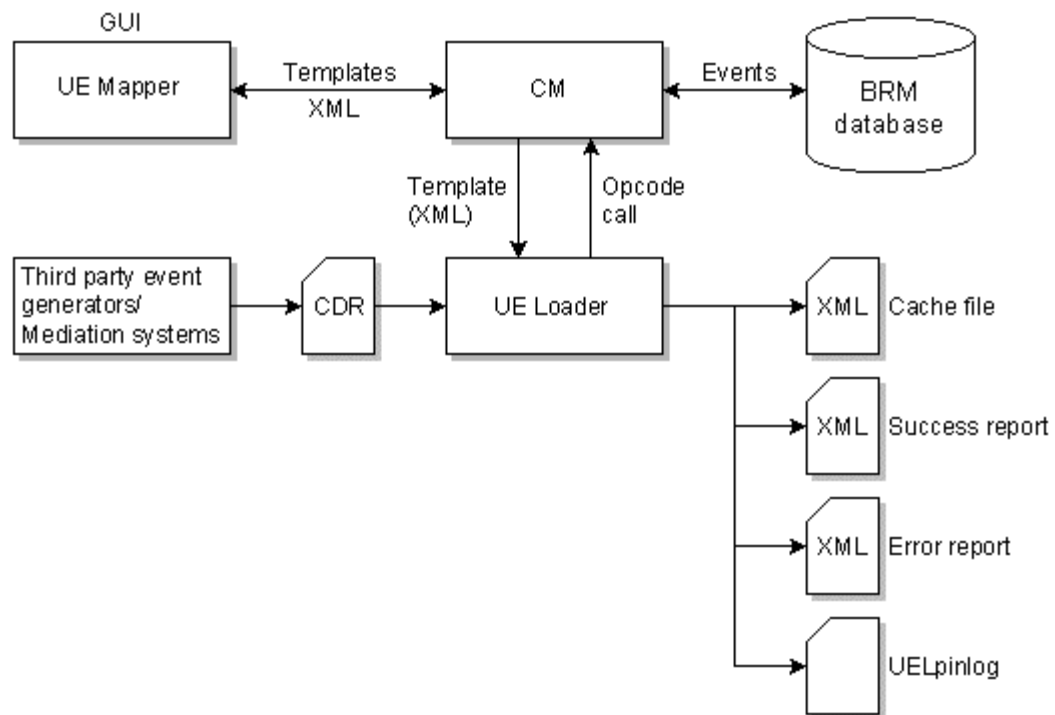 GUI
UE Mapper
Templates
XML
CM
Events
BRM
database
Template
(XML)
Opcode
call
Third party event
generators/
Mediation systems
CDR
UE Loader
XML
Cache file
XML
Success report
XML
Error report
UELpinlog